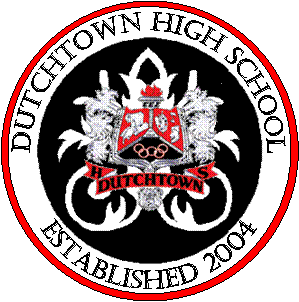 DUTCHTOWN HIGH SCHOOL
H S
DUTCHTOWN
ESTABLISHED 2004